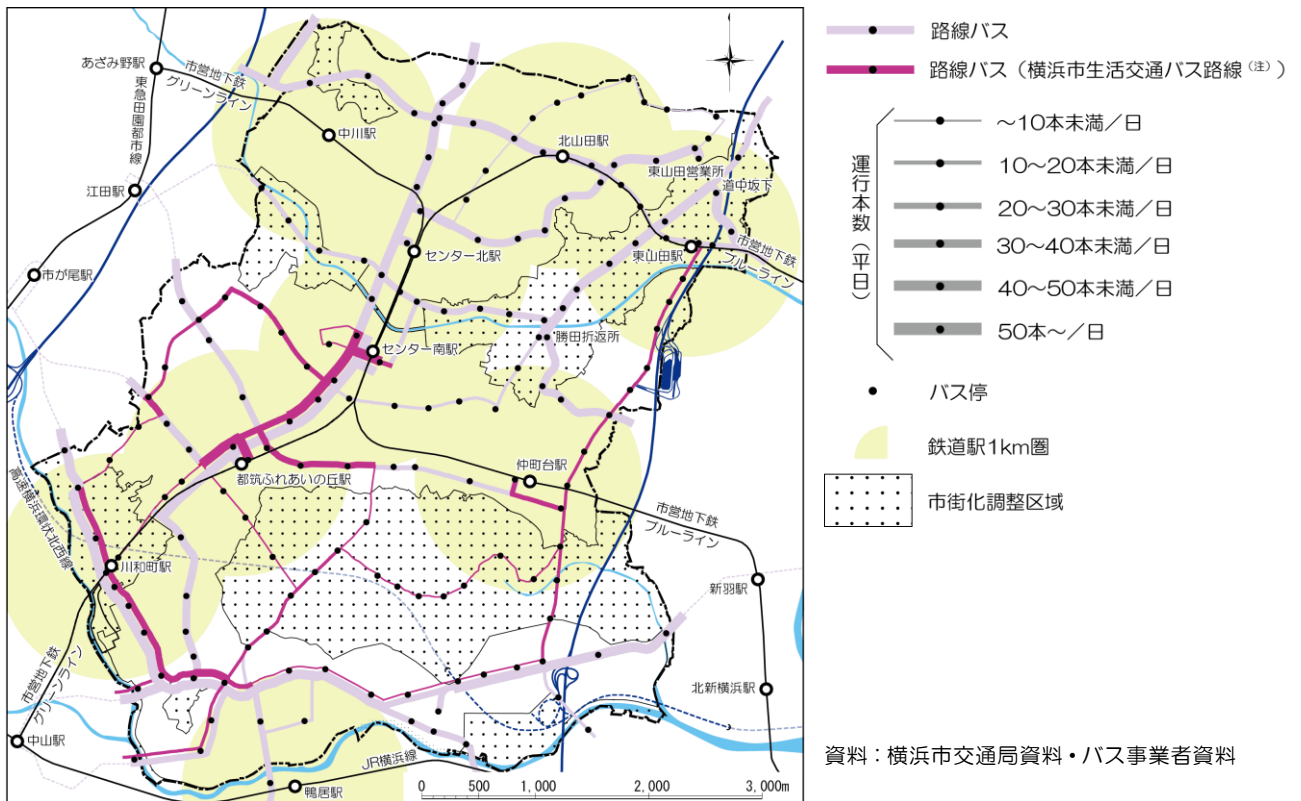 あざみ野駅
市営地下鉄
グリーンライン
東急田園都市線
中川駅
北山田駅
江田駅
東山田営業所
道中坂下
センター北駅
東山田駅
市営地下鉄
ブルーライン
市が尾駅
勝田折返所
センター南駅
仲町台駅
都筑ふれあいの丘駅
市営地下鉄
ブルーライン
高速横浜環状北西線
川和町駅
新羽駅
北新横浜駅
市営地下鉄
グリーンライン
中山駅
JR横浜線
鴨居駅
0 500 1,000 2,000 3,000m
路線バス
路線バス（横浜市生活交通バス路線（注））
運行本数（平日）
～10本未満／日
10～20本未満／日
20～30本未満／日
30～40本未満／日
40～50本未満／日
50本～／日
バス停
鉄道駅1km圏
市街化調整区域
資料：横浜市交通局資料・バス事業者資料